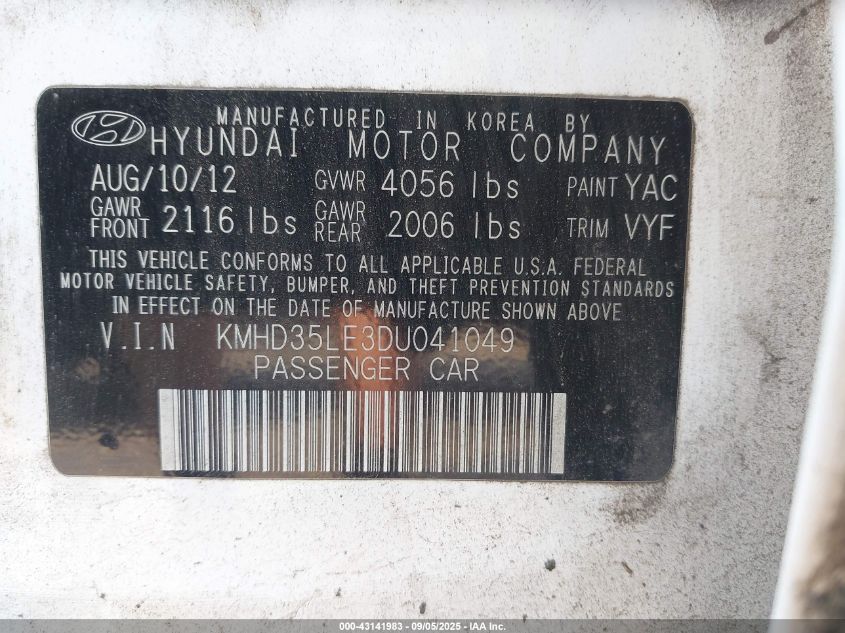 MANUFACTURED IN KOREA BY
HYUNDAI MOTOR COMPANY
AUG/10/12 GVWR 4056 lbs PAINT YAC
GAWR FRONT 2116 lbs GAWR REAR 2006 lbs TRIM VYF
THIS VEHICLE CONFORMS TO ALL APPLICABLE U.S.A. FEDERAL
MOTOR VEHICLE SAFETY, BUMPER, AND THEFT PREVENTION STANDARDS
IN EFFECT ON THE DATE OF MANUFACTURE SHOWN ABOVE
V.I.N KMHD35LE3DU041049
PASSENGER CAR
000-43141983 - 09/05/2025 - IAA Inc.